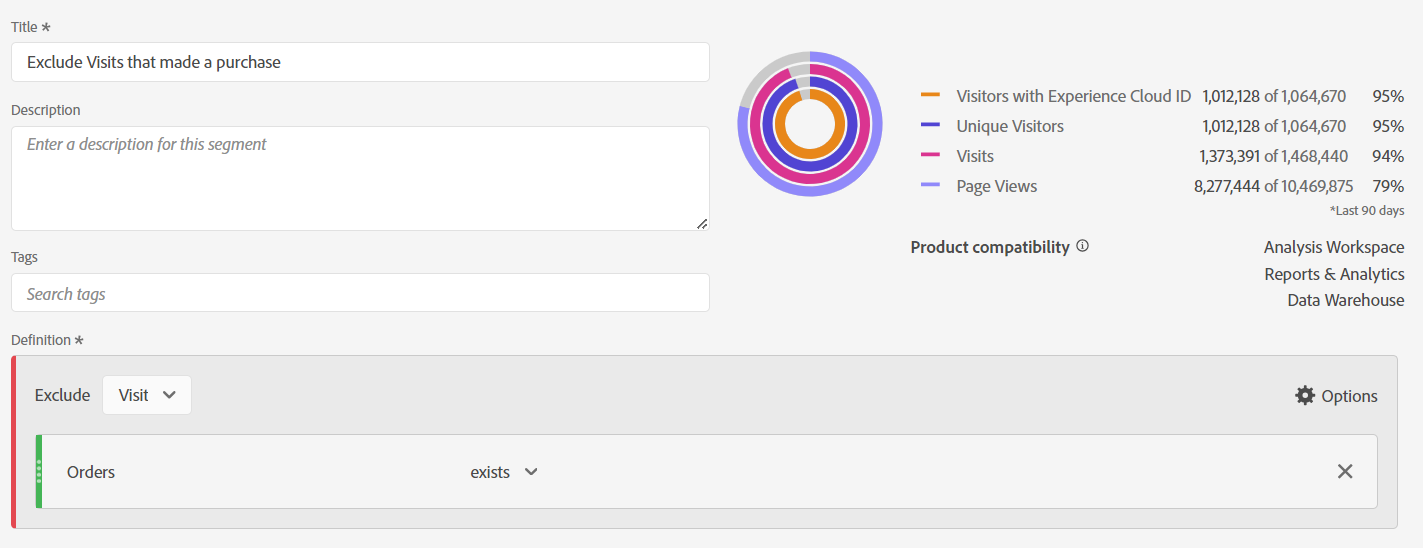 Title *
Exclude Visits that made a purchase
Description
Enter a description for this segment
Tags
Search tags
Visitors with Experience Cloud ID 1,012,128 of 1,064,670 95%
Unique Visitors 1,012,128 of 1,064,670 95%
Visits 1,373,391 of 1,468,440 94%
Page Views 8,277,444 of 10,469,875 79%
*Last 90 days
Product compatibility Analysis Workspace
Reports & Analytics
Data Warehouse
Definition *
Exclude Visit Options
Orders exists